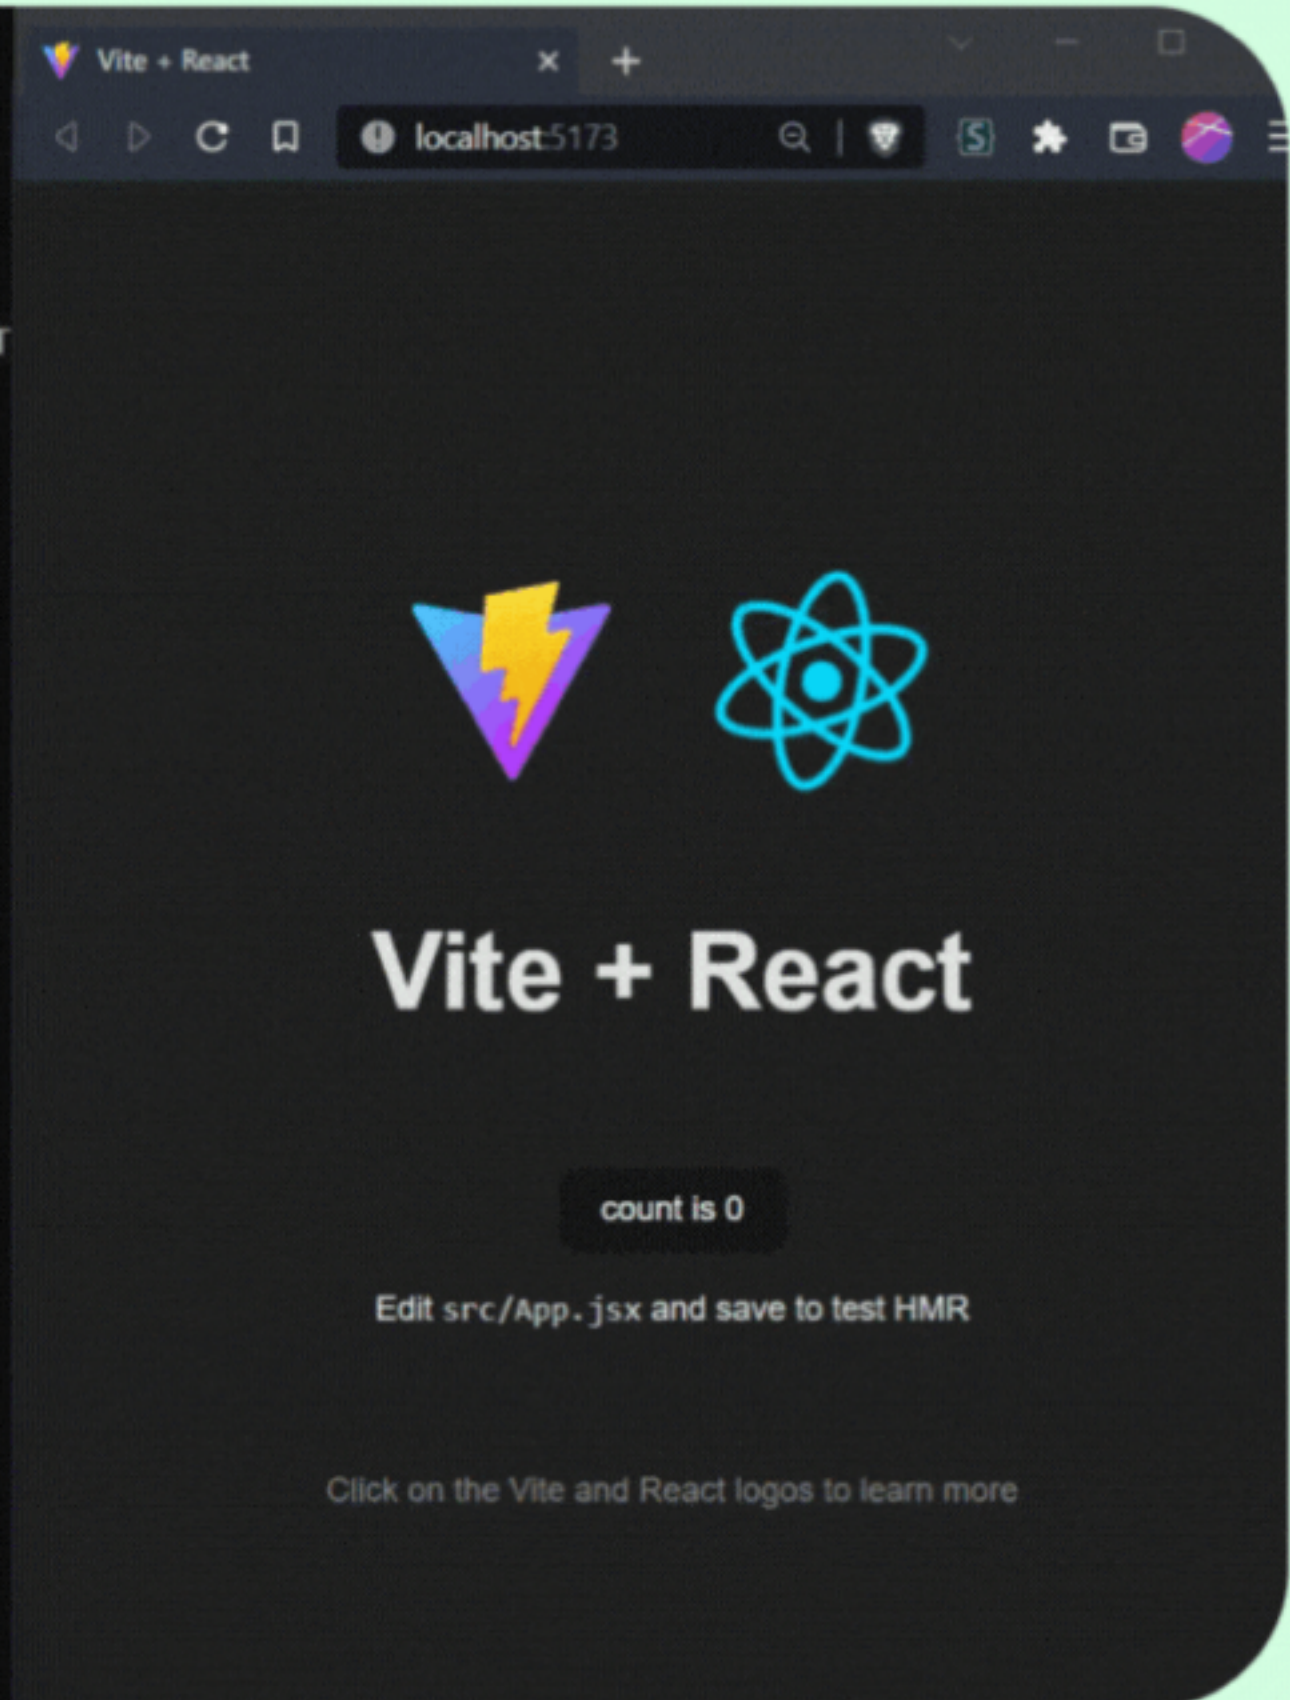 Vite + React
localhost:5173
Vite + React
count is 0
Edit src/App.jsx and save to test HMR
Click on the Vite and React logos to learn more